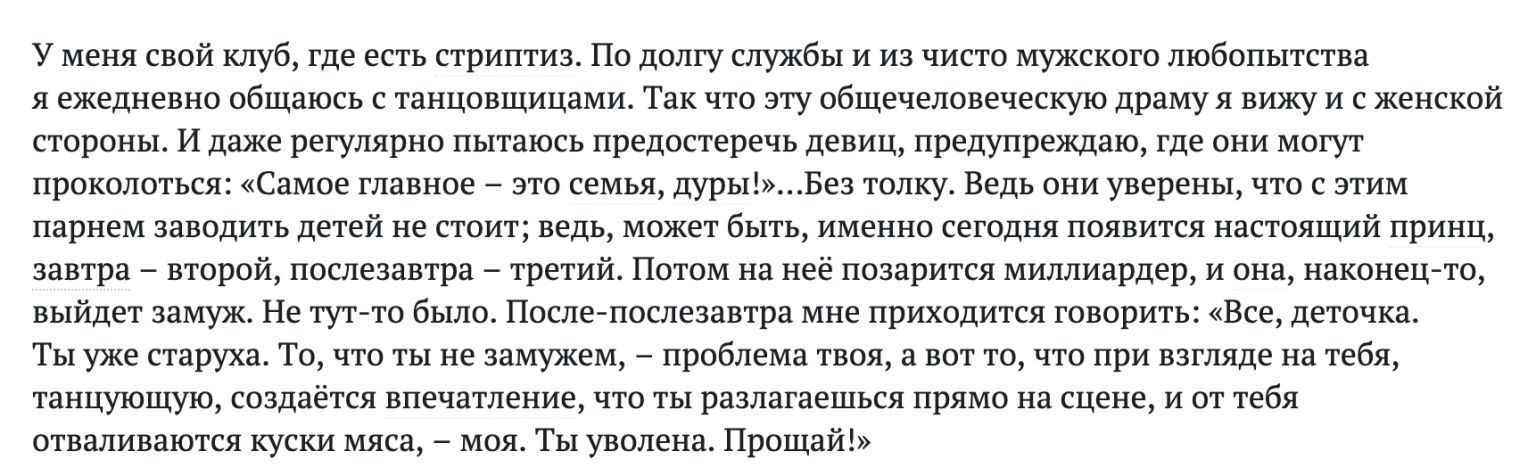 У меня свой клуб, где есть стриптиз. По долгу службы и из чисто мужского любопытства
я ежедневно общаюсь с танцовщицами. Так что эту общечеловеческую драму я вижу и с женской
стороны. И даже регулярно пытаюсь предостеречь девиц, предупреждаю, где они могут
проколоться: «Самое главное – это семья, дуры!»…Без толку. Ведь они уверены, что с этим
парнем заводить детей не стоит; ведь, может быть, именно сегодня появится настоящий принц,
завтра – второй, послезавтра – третий. Потом на неё позарится миллиардер, и она, наконец-то,
выйдет замуж. Не тут-то было. После-послезавтра мне приходится говорить: «Все, деточка.
Ты уже старуха. То, что ты не замужем, – проблема твоя, а вот то, что при взгляде на тебя,
танцующую, создаётся впечатление, что ты разлагаешься прямо на сцене, и от тебя
отваливаются куски мяса, – моя. Ты уволена. Прощай!»